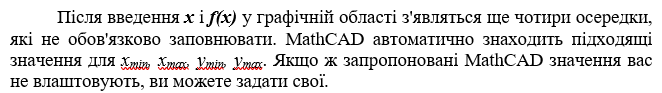 Після введення x і f(x) у графічній області з'являться ще чотири осередки,
які не обов'язково заповнювати. MathCAD автоматично знаходить підходящі
значення для xmin, xmax, ymin, ymax. Якщо ж запропоновані MathCAD значення вас
не влаштовують, ви можете задати свої.